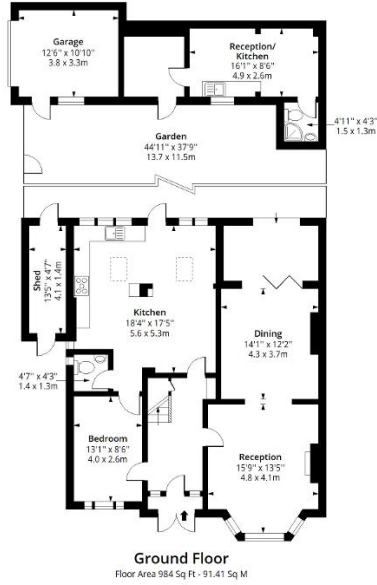 Garage
12'6" x 10'10"
3.8 x 3.3m
Reception/
Kitchen
16'1" x 8'6"
4.9 x 2.6m
4'11" x 4'3"
1.5 x 1.3m
Garden
44'11" x 37'9"
13.7 x 11.5m
Shed
13'5" x 4'7"
4.1 x 1.4m
Kitchen
18'4" x 17'5"
5.6 x 5.3m
Dining
14'1" x 12'2"
4.3 x 3.7m
4'7" x 4'3"
1.4 x 1.3m
Bedroom
13'1" x 8'6"
4.0 x 2.6m
Reception
15'9" x 13'5"
4.8 x 4.1m
Ground Floor
Floor Area 984 Sq Ft - 91.41 Sq M